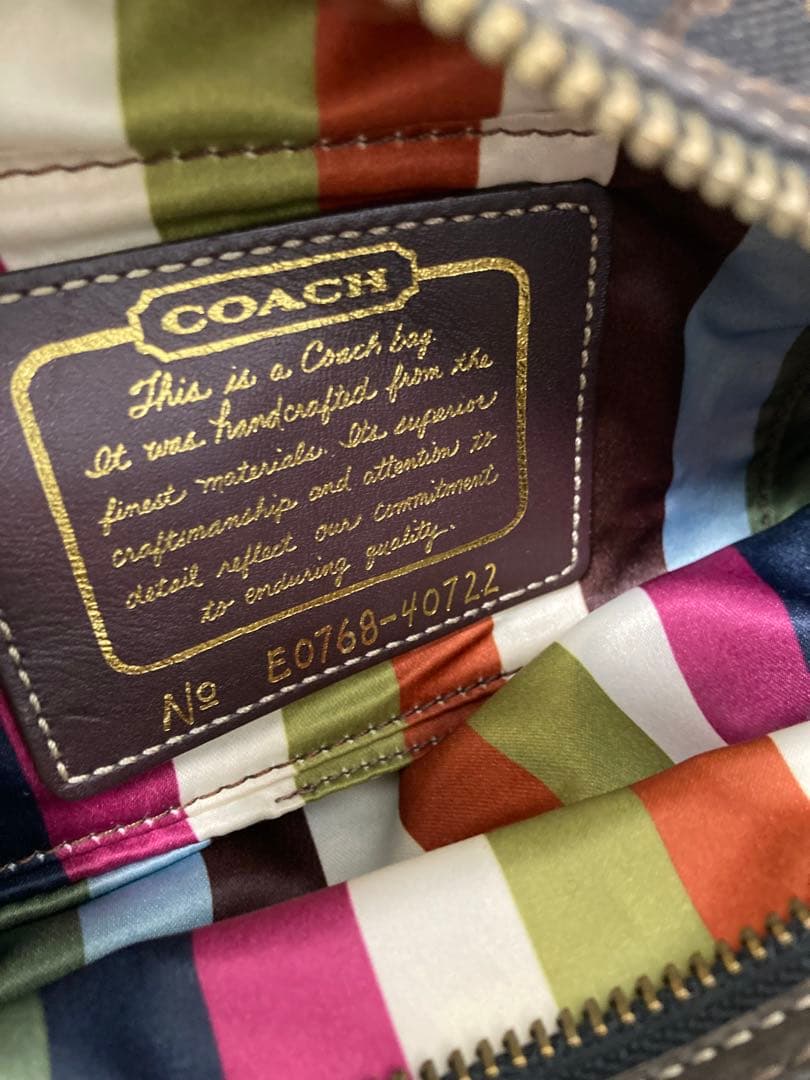 COACH
This is a Coach bag.
It was handcrafted from the
finest materials. Its superior
craftsmanship and attention to
detail reflect our commitment
to enduring quality.
Nº E0768-40722